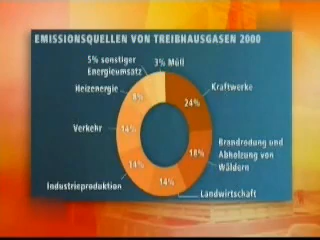 EMISSIONSQUELLEN VON TREIBHAUSGASEN 2000
5% sonstiger
Energieumsatz
3% Müll
Heizenergie
8%
Kraftwerke
24%
Verkehr
14%
Brandrodung und
Abholzung von
Wäldern
18%
Industrieproduktion
14%
14%
Landwirtschaft